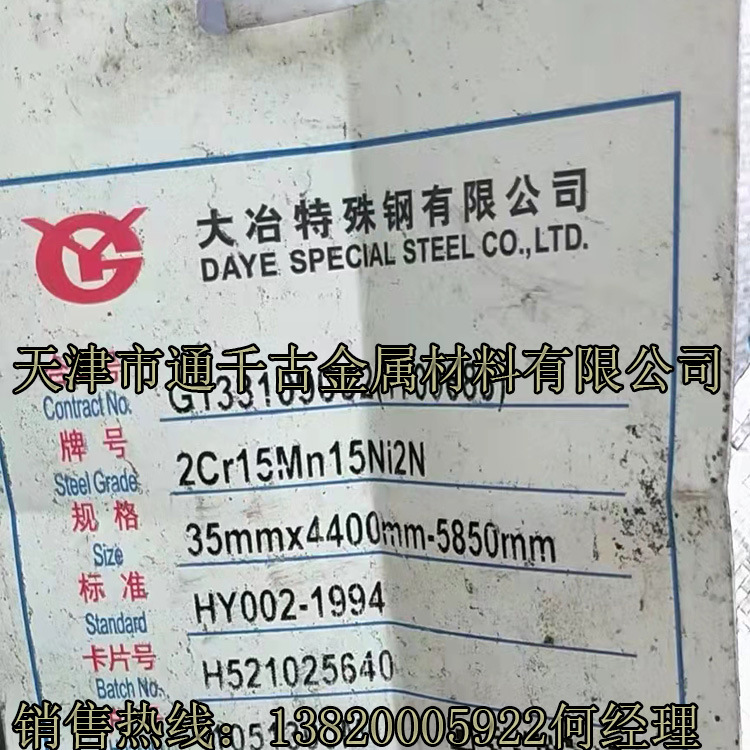 大冶特殊钢有限公司
DAYE SPECIAL STEEL CO.,LTD.
天津市通千古金属材料有限公司
Contract No.
牌号
Steel Grade
2Cr15Mn15Ni2N
规格
Size
35mmx4400mm-5850mm
标准
Standard
HY002-1994
卡片号
Batch No.
H521025640
销售热线：13820005922何经理